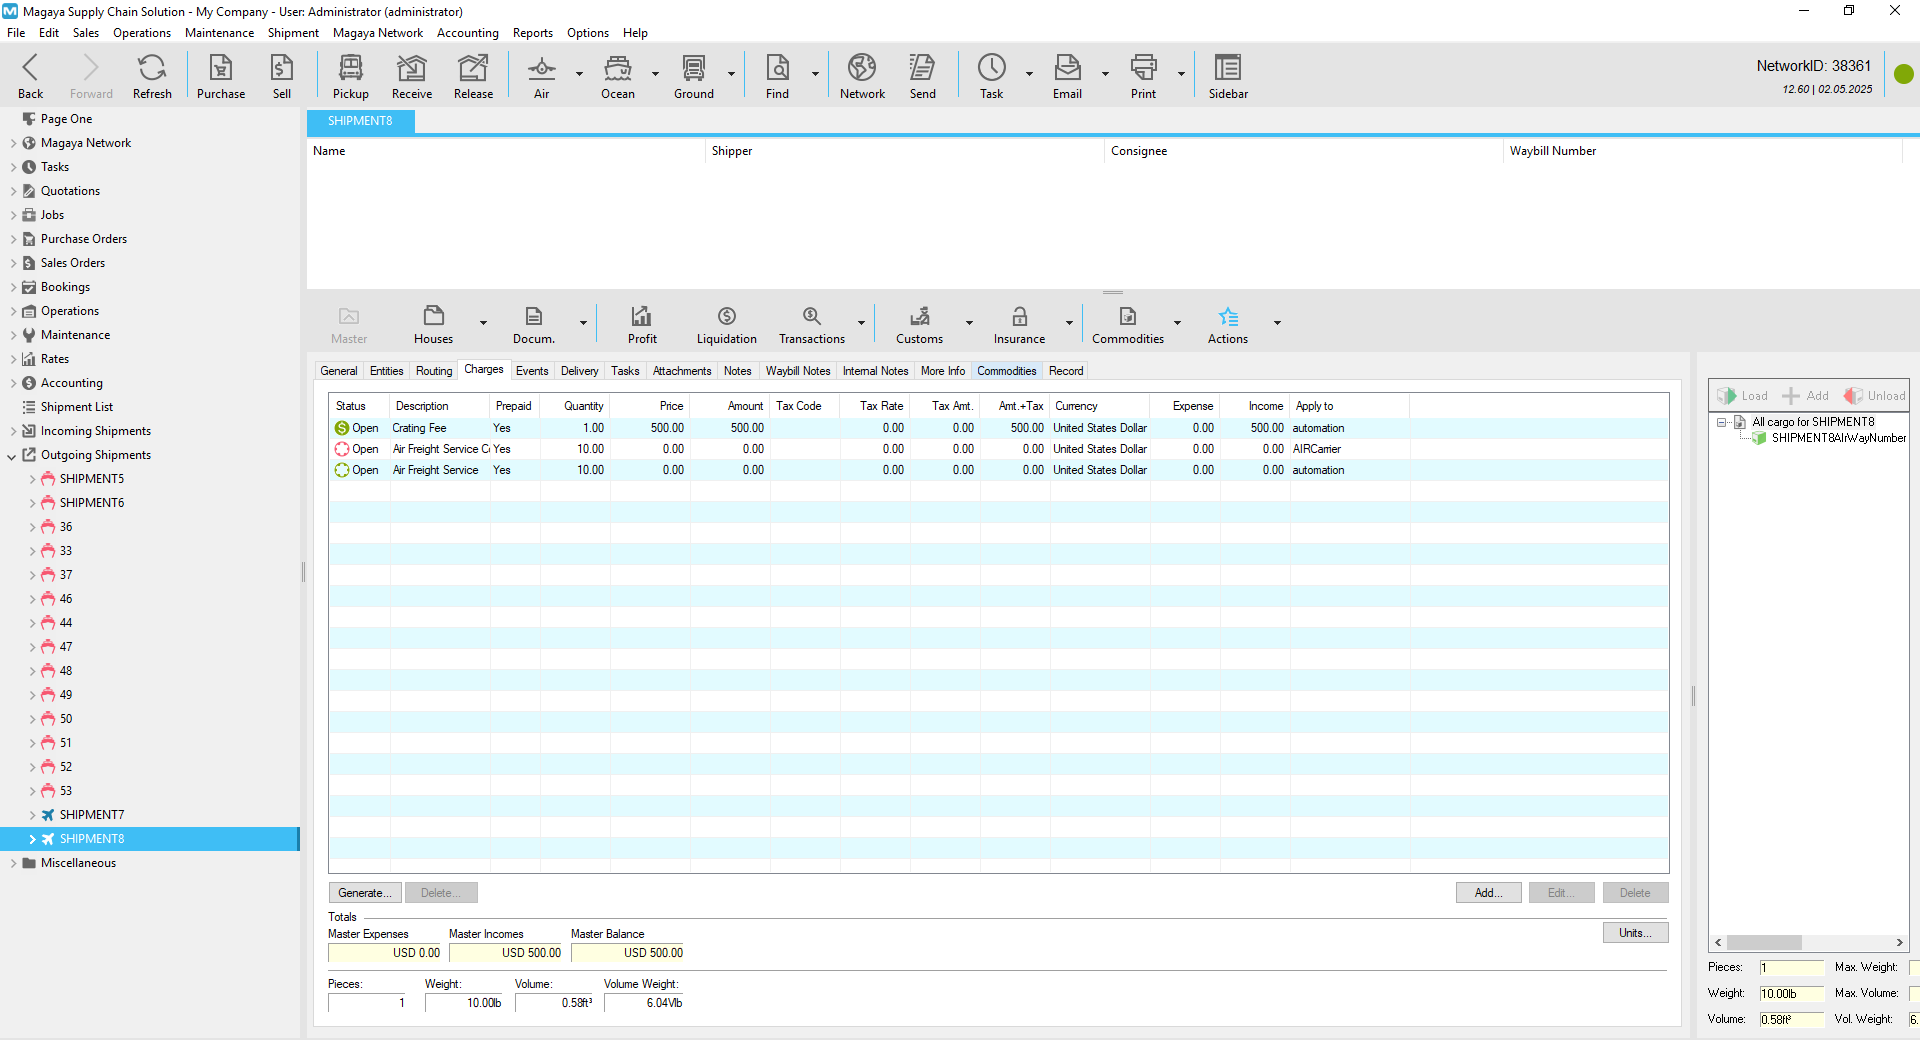 Magaya Supply Chain Solution - My Company - User: Administrator (administrator)
File Edit Sales Operations Maintenance Shipment Magaya Network Accounting Reports Options Help
Back Forward Refresh Purchase Sell Pickup Receive Release Air Ocean Ground Find Network Send Task Email Print Sidebar
NetworkID: 38361
12.60 | 02.05.2025
Page One
Magaya Network
Tasks
Quotations
Jobs
Purchase Orders
Sales Orders
Bookings
Operations
Maintenance
Rates
Accounting
Shipment List
Incoming Shipments
Outgoing Shipments
SHIPMENT5
SHIPMENT6
36
33
37
46
44
47
48
49
50
51
52
53
SHIPMENT7
SHIPMENT8
Miscellaneous
SHIPMENT8
Name Shipper Consignee Waybill Number
Master Houses Docum. Profit Liquidation Transactions Customs Insurance Commodities Actions
General Entities Routing Charges Events Delivery Tasks Attachments Notes Waybill Notes Internal Notes More Info Commodities Record
Status Description Prepaid Quantity Price Amount Tax Code Tax Rate Tax Amt. Amt.+Tax Currency Expense Income Apply to
Open Crating Fee Yes 1.00 500.00 500.00 0.00 0.00 500.00 United States Dollar 0.00 500.00 automation
Open Air Freight Service C Yes 10.00 0.00 0.00 0.00 0.00 0.00 United States Dollar 0.00 0.00 AIRCarrier
Open Air Freight Service Yes 10.00 0.00 0.00 0.00 0.00 0.00 United States Dollar 0.00 0.00 automation
Generate... Delete... Add... Edit... Delete
Totals
Master Expenses Master Incomes Master Balance Units...
USD 0.00 USD 500.00 USD 500.00
Pieces: Weight: Volume: Volume Weight:
1 10.00lb 0.58ft³ 6.04Vlb
Load Add Unload
All cargo for SHIPMENT8
SHIPMENT8AIrWayNumber
Pieces: 1 Max. Weight:
Weight: 10.00lb Max. Volume:
Volume: 0.58ft³ Vol. Weight: 6.